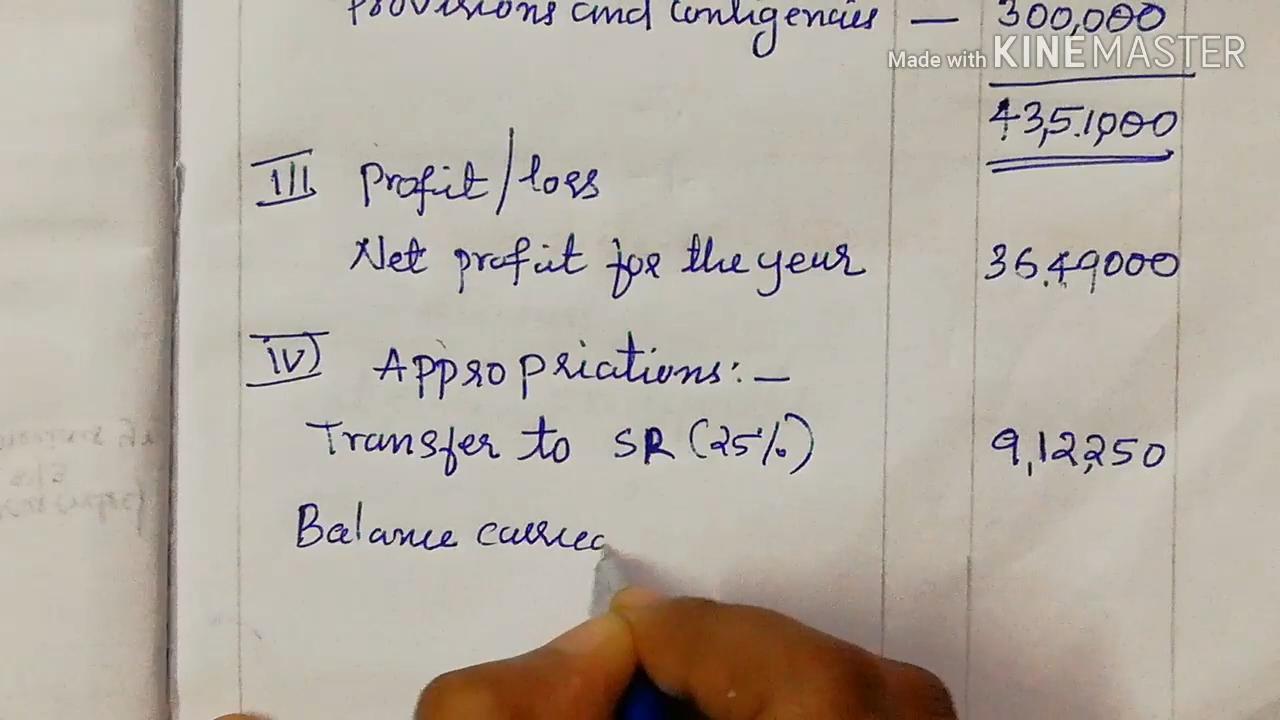 Provisions and Contigencies — 300,000
Made with KINEMASTER
43,51,000
III Profit/loss
Net profit for the year 36,49000
IV) Appropriations:-
Transfer to SR (25%) 9,12,250
Balance carried